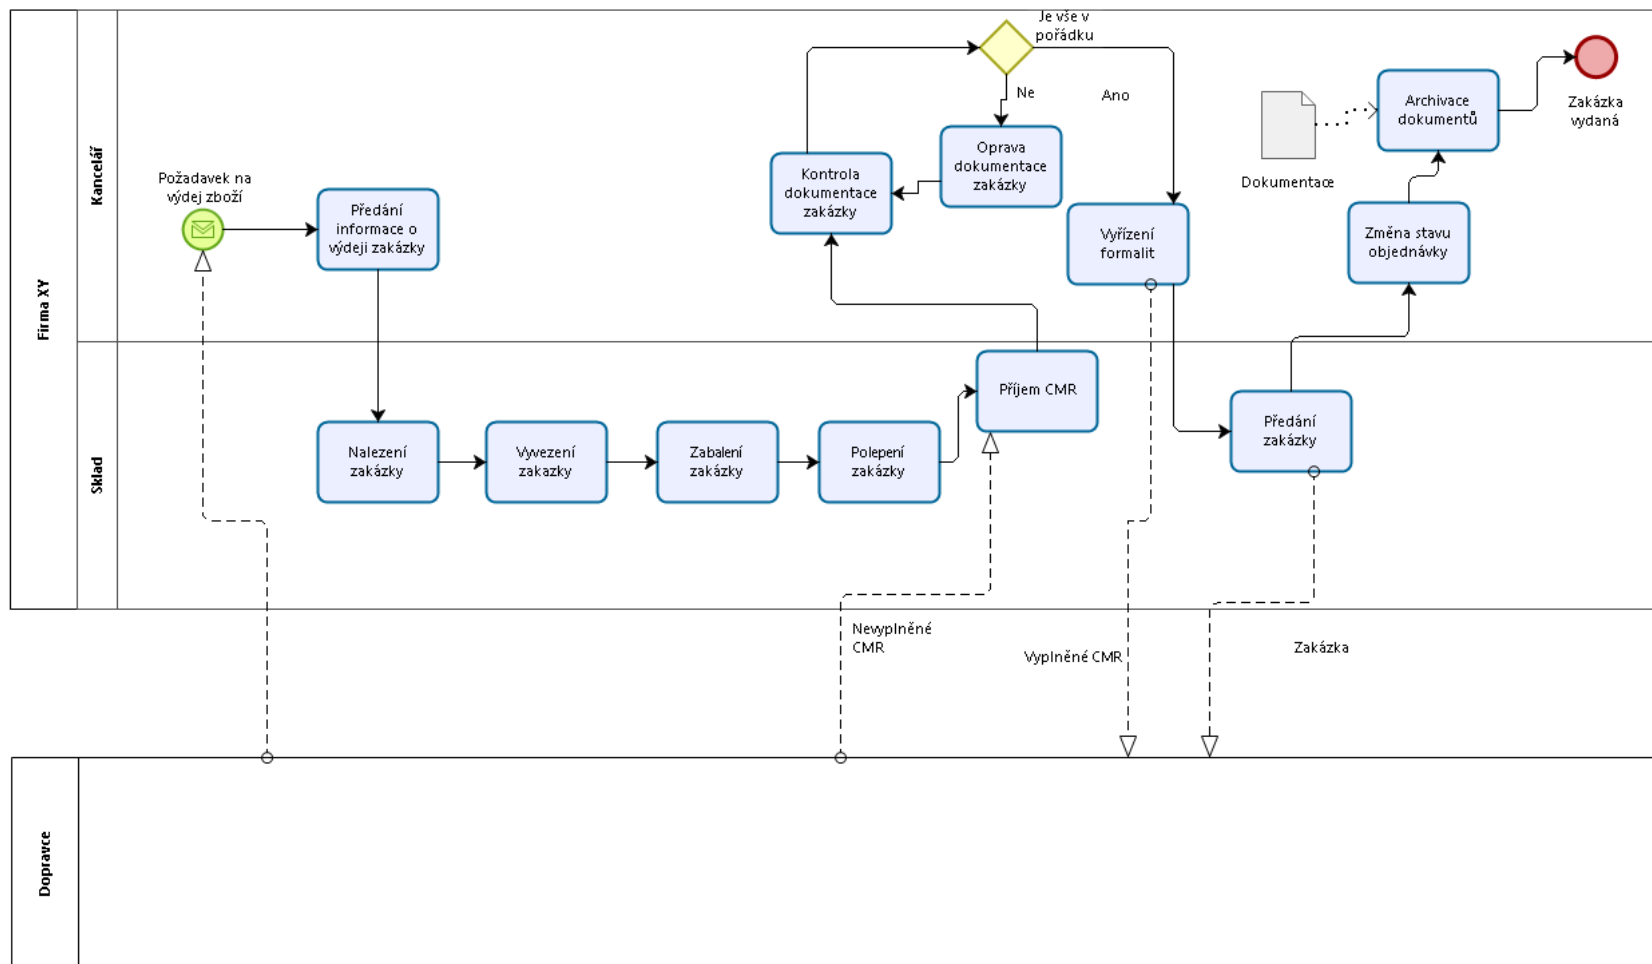 Firma XY
Kancelář
Požadavek na
výdej zboží
Předání
informace o
výdeji zakázky
Kontrola
dokumentace
zakázky
Je vše v
pořádku
Ne
Ano
Oprava
dokumentace
zakázky
Vyřízení
formalit
Dokumentace
Archivace
dokumentů
Změna stavu
objednávky
Zakázka
vydaná
Sklad
Nalezení
zakázky
Vyvezení
zakazky
Zabalení
zakázky
Polepení
zakázky
Příjem CMR
Předání
zakázky
Nevyplněné
CMR
Vyplněné CMR
Zakázka
Dopravce